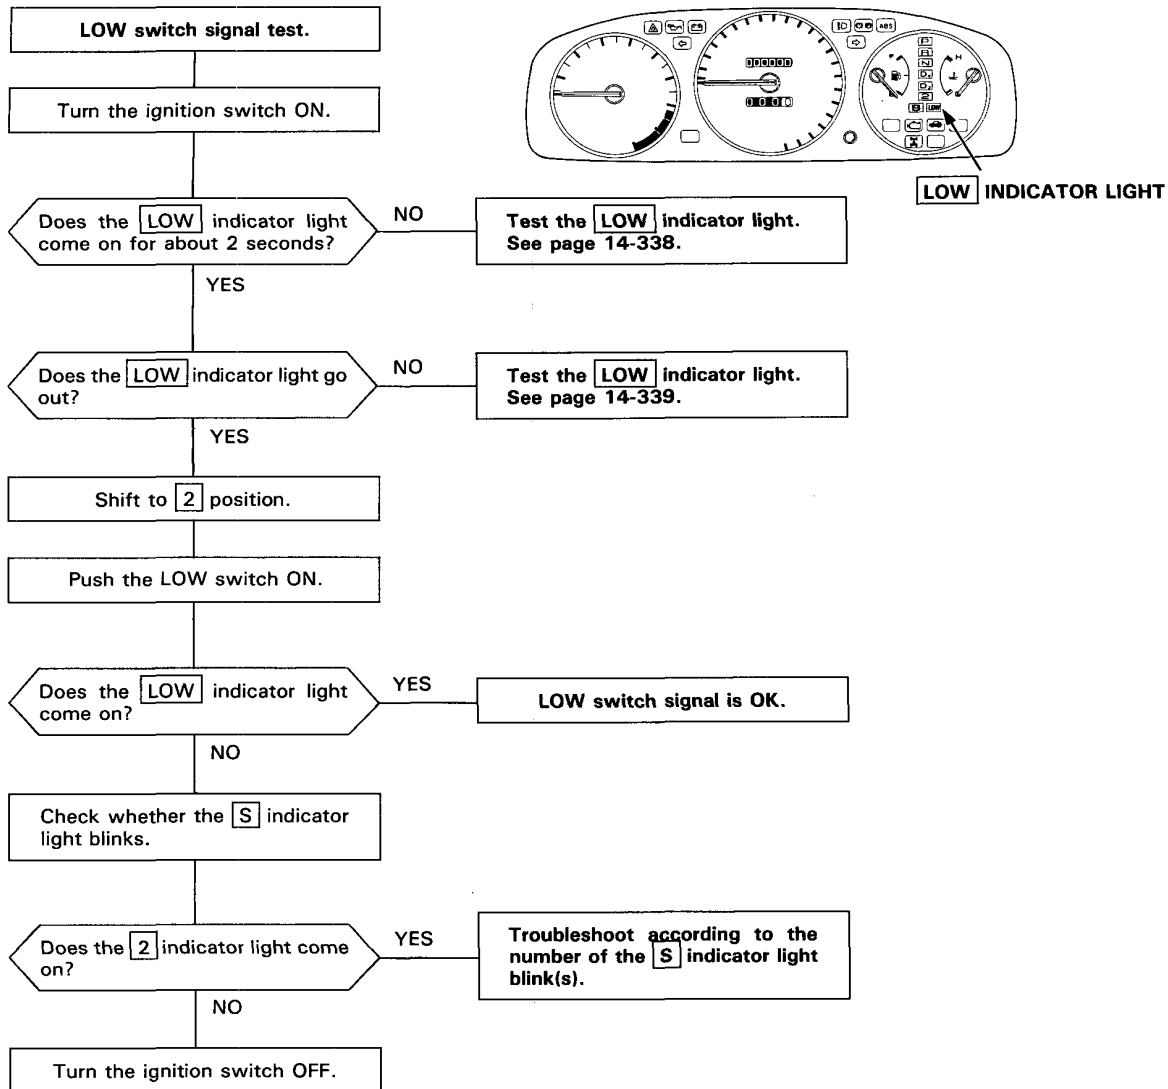 LOW switch signal test.
Turn the ignition switch ON.
Does the LOW indicator light
come on for about 2 seconds?
NO
Test the LOW indicator light.
See page 14-338.
YES
Does the LOW indicator light go
out?
NO
Test the LOW indicator light.
See page 14-339.
YES
Shift to 2 position.
Push the LOW switch ON.
Does the LOW indicator light
come on?
YES
LOW switch signal is OK.
NO
Check whether the S indicator
light blinks.
Does the 2 indicator light come
on?
YES
Troubleshoot according to the
number of the S indicator light
blink(s).
NO
Turn the ignition switch OFF.
ABS
000000
0000
P
R
N
D
D
2
S LOW
F
H
LOW INDICATOR LIGHT